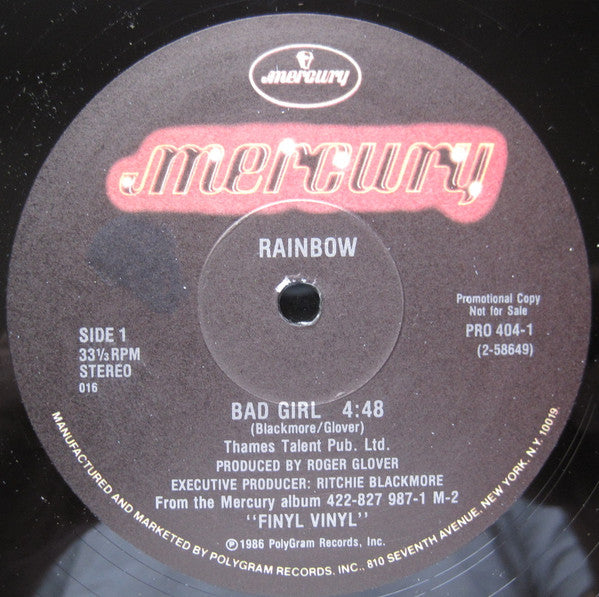 mercury
mercury
RAINBOW
Promotional Copy
Not for Sale
PRO 404-1
(2-58649)
SIDE 1
33⅓ RPM
STEREO
016
BAD GIRL 4:48
(Blackmore/Glover)
Thames Talent Pub. Ltd.
PRODUCED BY ROGER GLOVER
EXECUTIVE PRODUCER: RITCHIE BLACKMORE
From the Mercury album 422-827 987-1 M-2
"FINYL VINYL"
℗1986 PolyGram Records, Inc.
MANUFACTURED AND MARKETED BY POLYGRAM RECORDS, INC., 810 SEVENTH AVENUE, NEW YORK, N.Y. 10019.